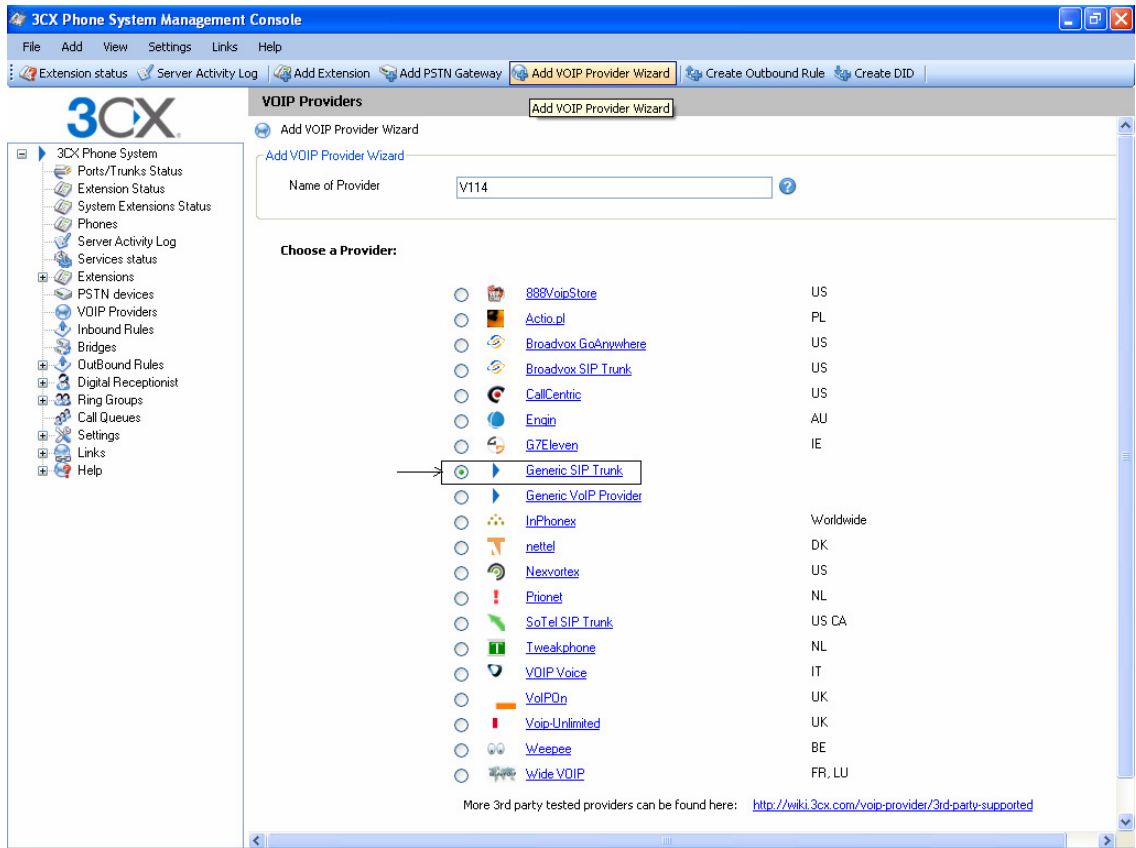 3CX Phone System Management Console
File Add View Settings Links Help
Extension status Server Activity Log Add Extension Add PSTN Gateway Add VOIP Provider Wizard Create Outbound Rule Create DID
3CX
3CX Phone System
Ports/Trunks Status
Extension Status
System Extensions Status
Phones
Server Activity Log
Services status
Extensions
PSTN devices
VOIP Providers
Inbound Rules
Bridges
OutBound Rules
Digital Receptionist
Ring Groups
Call Queues
Settings
Links
Help
VOIP Providers
Add VOIP Provider Wizard
Add VOIP Provider Wizard
Add VOIP Provider Wizard
Name of Provider V114
Choose a Provider:
888VoipStore US
Actio.pl PL
Broadvox GoAnywhere US
Broadvox SIP Trunk US
CallCentric US
Engin AU
G7Eleven IE
Generic SIP Trunk
Generic VoIP Provider
InPhonex Worldwide
nettel DK
Nexvortex US
Prionet NL
SoTel SIP Trunk US CA
Tweakphone NL
VOIP Voice IT
VoIPOn UK
Voip-Unlimited UK
Weepee BE
Wide VOIP FR, LU
More 3rd party tested providers can be found here: http://wiki.3cx.com/voip-provider/3rd-party-supported